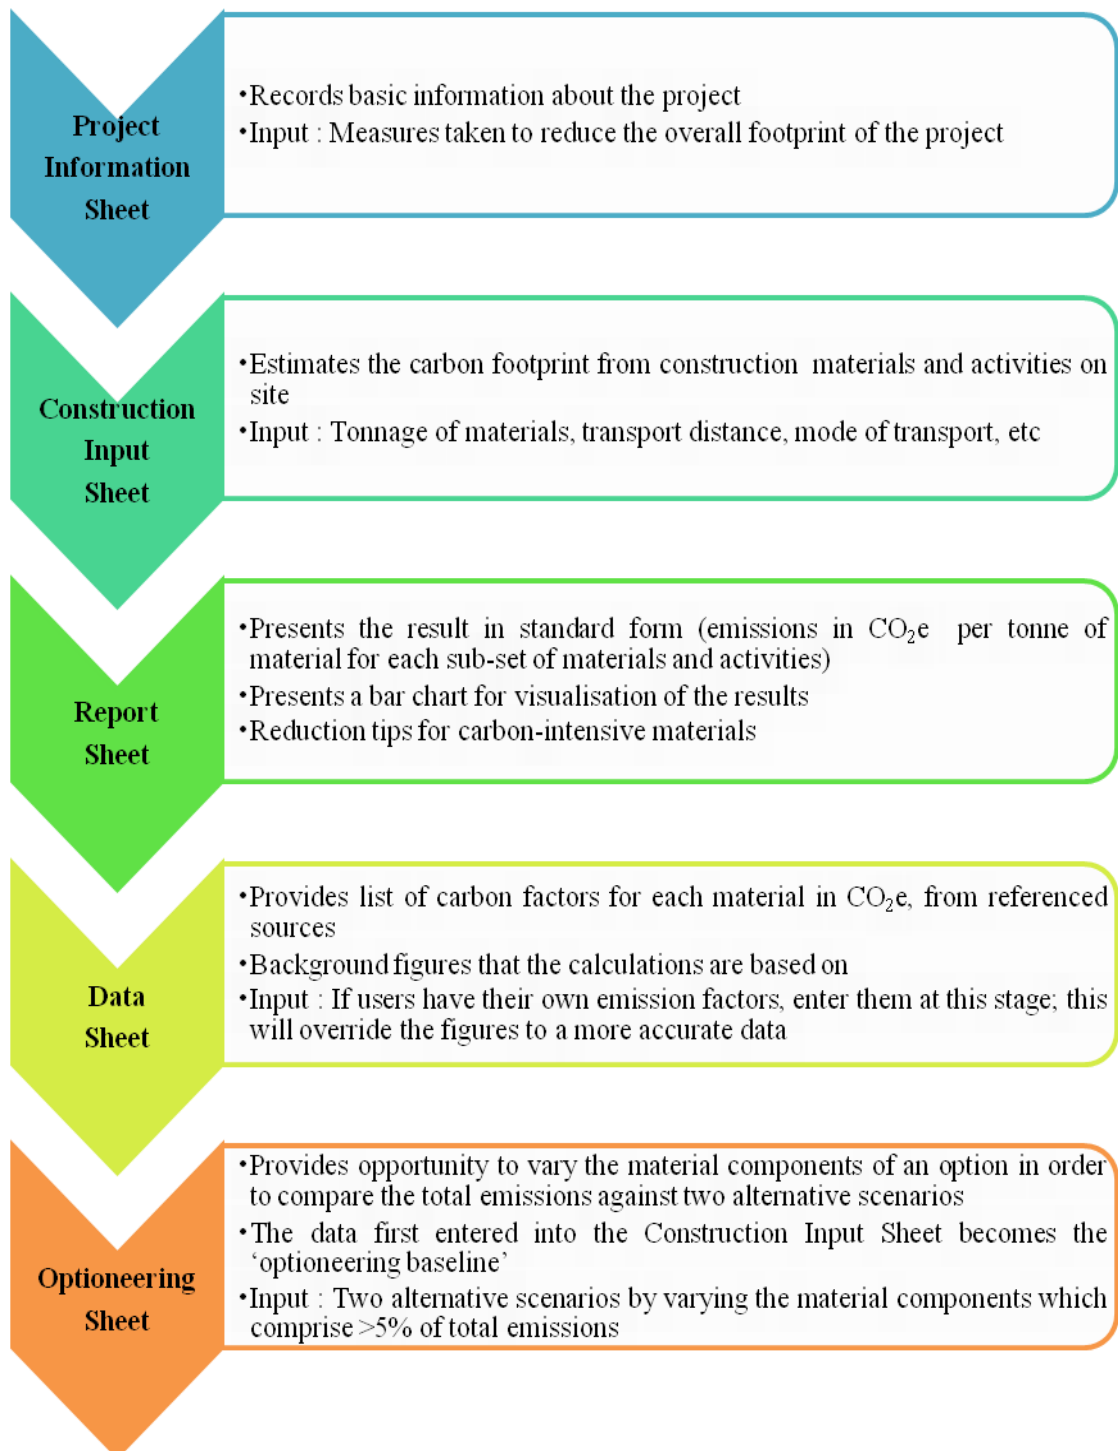 Project
Information
Sheet
•Records basic information about the project
•Input : Measures taken to reduce the overall footprint of the project
Construction
Input
Sheet
•Estimates the carbon footprint from construction materials and activities on
site
•Input : Tonnage of materials, transport distance, mode of transport, etc
Report
Sheet
•Presents the result in standard form (emissions in CO₂e per tonne of
material for each sub-set of materials and activities)
•Presents a bar chart for visualisation of the results
•Reduction tips for carbon-intensive materials
Data
Sheet
•Provides list of carbon factors for each material in CO₂e, from referenced
sources
•Background figures that the calculations are based on
•Input : If users have their own emission factors, enter them at this stage; this
will override the figures to a more accurate data
Optioneering
Sheet
•Provides opportunity to vary the material components of an option in order
to compare the total emissions against two alternative scenarios
•The data first entered into the Construction Input Sheet becomes the
‘optioneering baseline’
•Input : Two alternative scenarios by varying the material components which
comprise >5% of total emissions